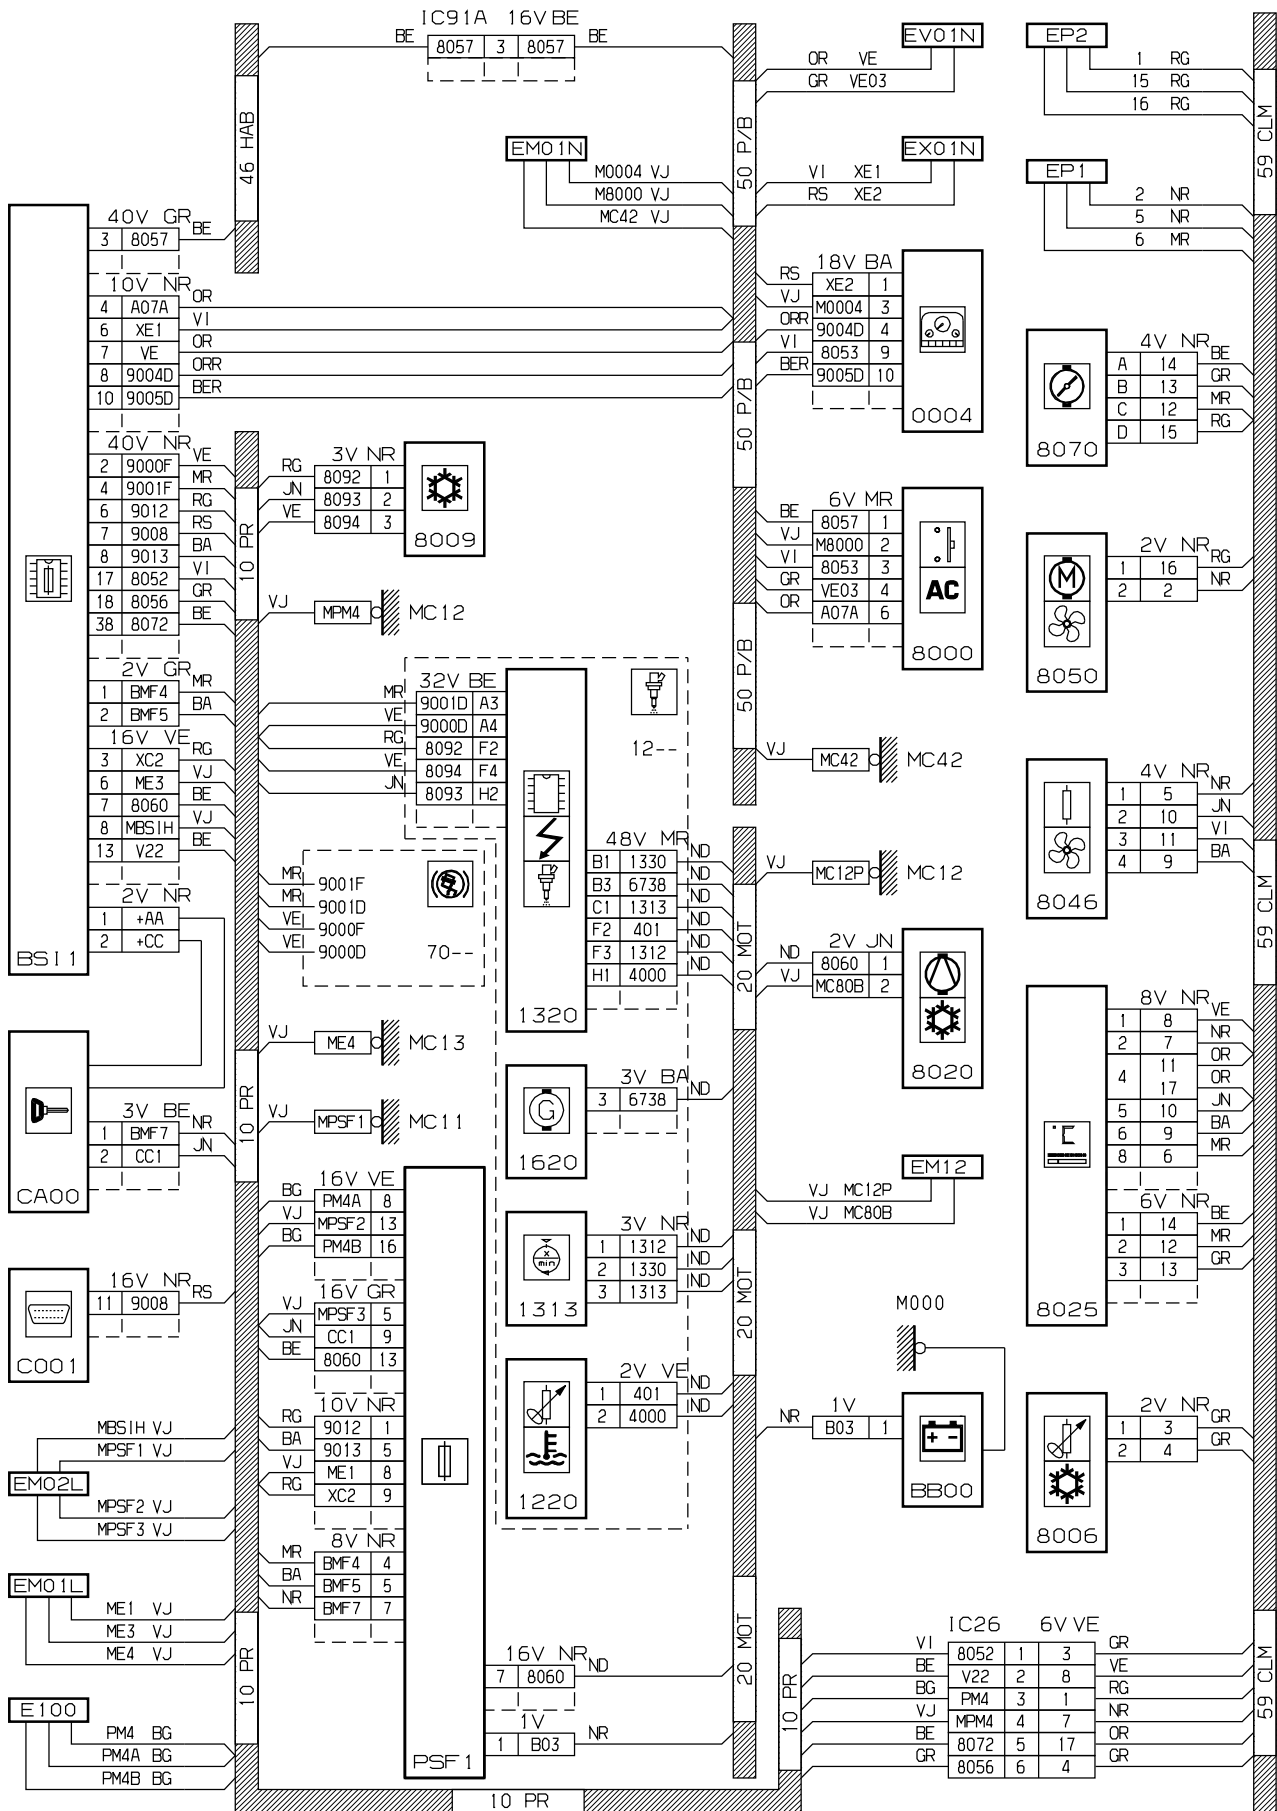 IC91A 16V BE
BE 8057 3 8057 BE
46 HAB
EM01N
M0004 VJ
M8000 VJ
MC42 VJ
50 P/B
EV01N
OR VE
GR VE03
EX01N
VI XE1
RS XE2
EP2
1 RG
15 RG
16 RG
59 CLM
EP1
2 NR
5 NR
6 MR
BSI1
40V GR
3 8057 BE
10V NR
4 A07A OR
6 XE1 VI
7 VE OR
8 9004D ORR
10 9005D BER
40V NR
2 9000F VE
4 9001F MR
6 9012 RG
7 9008 RS
8 9013 BA
17 8052 VI
18 8056 GR
38 8072 BE
2V GR
1 BMF4 MR
2 BMF5 BA
16V VE
3 XC2 RG
6 ME3 VJ
7 8060 BE
8 MBSIH VJ
13 V22 BE
2V NR
1 +AA
2 +CC
CA00
3V BE
1 BMF7 NR
2 CC1 JN
C001
16V NR
11 9008 RS
MBSIH VJ
MPSF1 VJ
EM02L
MPSF2 VJ
MPSF3 VJ
EM01L
ME1 VJ
ME3 VJ
ME4 VJ
E100
PM4 BG
PM4A BG
PM4B BG
10 PR
10 PR
10 PR
10 PR
3V NR
RG 8092 1
JN 8093 2
VE 8094 3
8009
VJ MPM4 MC12
32V BE
MR 9001D A3
VE 9000D A4
RG 8092 F2
VE 8094 F4
JN 8093 H2
12--
MR 9001F
MR 9001D
VE 9000F
VE 9000D
70--
48V MR
B1 1330 ND
B3 6738 ND
C1 1313 ND
F2 401 ND
F3 1312 ND
H1 4000 ND
1320
VJ ME4 MC13
VJ MPSF1 MC11
3V BA
3 6738 ND
1620
16V VE
BG PM4A 8
VJ MPSF2 13
BG PM4B 16
16V GR
VJ MPSF3 5
JN CC1 9
BE 8060 13
10V NR
RG 9012 1
BA 9013 5
VJ ME1 8
RG XC2 9
8V NR
MR BMF4 4
BA BMF5 5
NR BMF7 7
PSF1
x
min
3V NR
1 1312 ND
2 1330 ND
3 1313 ND
1313
2V VE
1 401 ND
2 4000 ND
1220
16V NR
7 8060 ND
1V
1 B03 NR
50 P/B
50 P/B
18V BA
RS XE2 1
VJ M0004 3
ORR 9004D 4
VI 8053 9
BER 9005D 10
0004
6V MR
BE 8057 1
VJ M8000 2
VI 8053 3
GR VE03 4
OR A07A 6
AC
8000
VJ MC42 MC42
VJ MC12P MC12
20 MOT
2V JN
ND 8060 1
VJ MC80B 2
8020
EM12
VJ MC12P
VJ MC80B
20 MOT
M000
1V
NR B03 1
+ -
BB00
20 MOT
10 PR
IC26 6V VE
VI 8052 1 3 GR
BE V22 2 8 VE
BG PM4 3 1 RG
VJ MPM4 4 7 NR
BE 8072 5 17 OR
GR 8056 6 4 GR
4V NR
A 14 BE
B 13 GR
C 12 MR
D 15 RG
8070
2V NR
1 16 RG
2 2 NR
M
8050
4V NR
1 5 NR
2 10 JN
3 11 VI
4 9 BA
8046
59 CLM
8V NR
1 8 VE
2 7 NR
4 11 OR
17 OR
5 10 JN
6 9 BA
8 6 MR
6V NR
1 14 BE
2 12 MR
3 13 GR
°C
8025
2V NR
1 3 GR
2 4 GR
8006
59 CLM
G